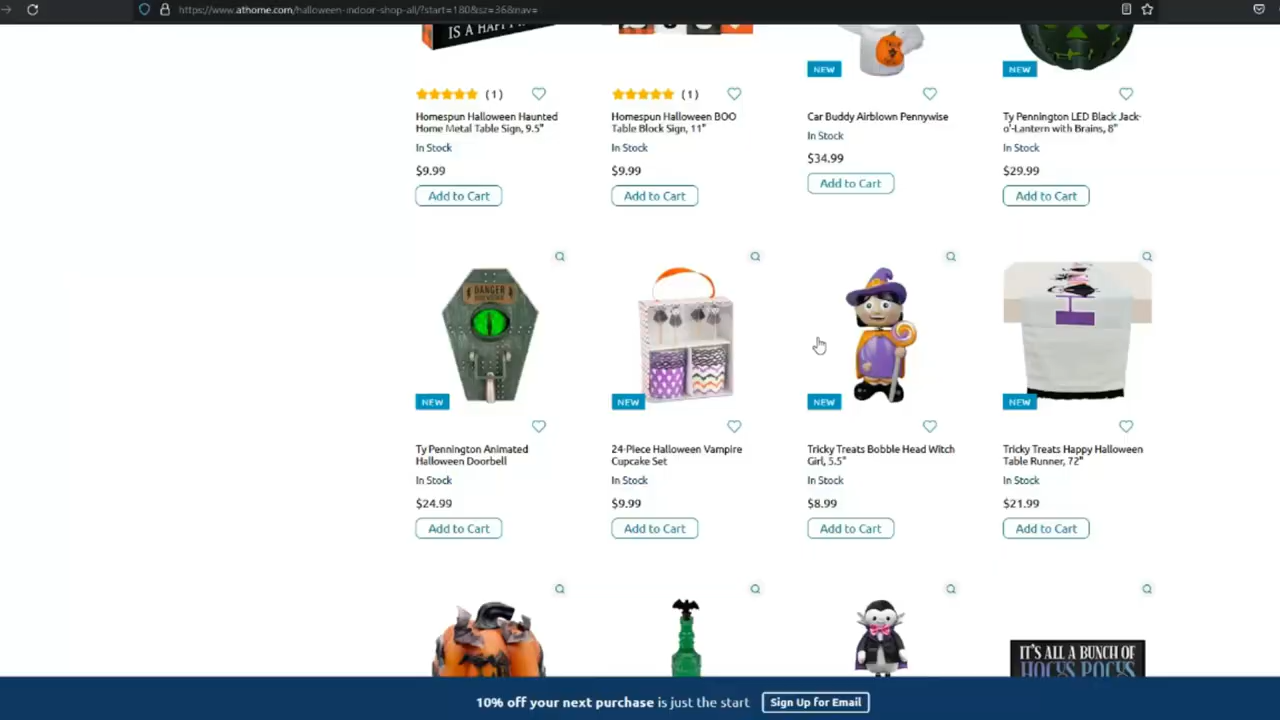 https://www.athome.com/halloween-indoor-shop-all/?start=180&sz=36&nav=
IS A HAP
NEW
NEW
(1)
(1)
Homespun Halloween Haunted
Home Metal Table Sign, 9.5"
In Stock
$9.99
Add to Cart
Homespun Halloween BOO
Table Block Sign, 11"
In Stock
$9.99
Add to Cart
Car Buddy Airblown Pennywise
In Stock
$34.99
Add to Cart
Ty Pennington LED Black Jack-
o'-Lantern with Brains, 8"
In Stock
$29.99
Add to Cart
DANGER
NEW
NEW
NEW
NEW
Ty Pennington Animated
Halloween Doorbell
In Stock
$24.99
Add to Cart
24-Piece Halloween Vampire
Cupcake Set
In Stock
$9.99
Add to Cart
Tricky Treats Bobble Head Witch
Girl, 5.5"
In Stock
$8.99
Add to Cart
Tricky Treats Happy Halloween
Table Runner, 72"
In Stock
$21.99
Add to Cart
IT'S ALL A BUNCH OF
HOCUS POCUS
10% off your next purchase is just the start
Sign Up for Email